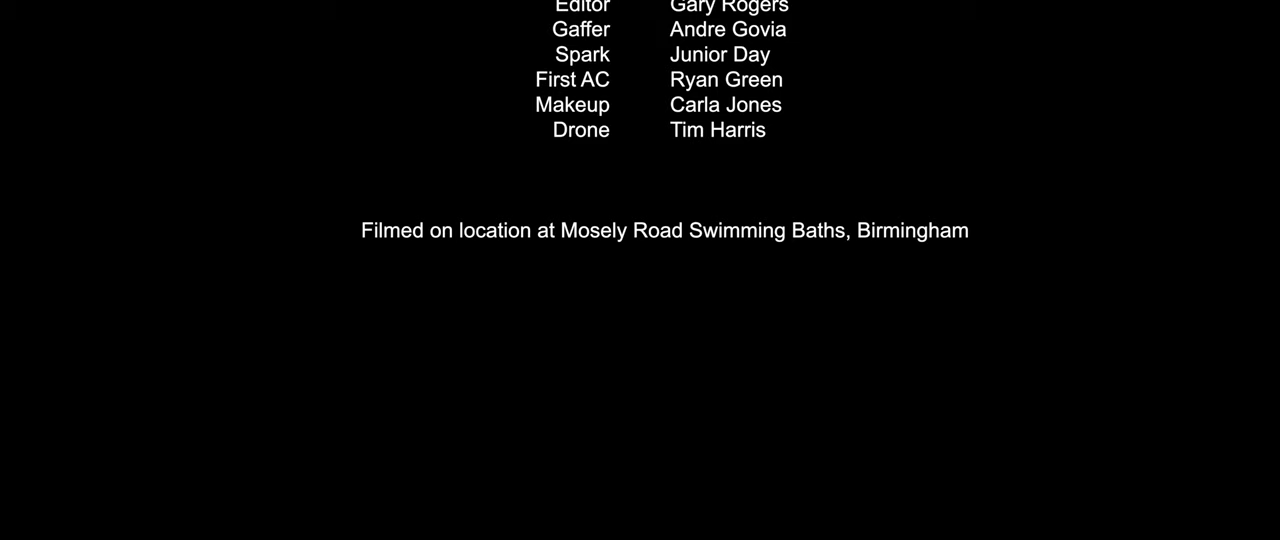 Editor Gary Rogers
Gaffer Andre Govia
Spark Junior Day
First AC Ryan Green
Makeup Carla Jones
Drone Tim Harris
Filmed on location at Mosely Road Swimming Baths, Birmingham